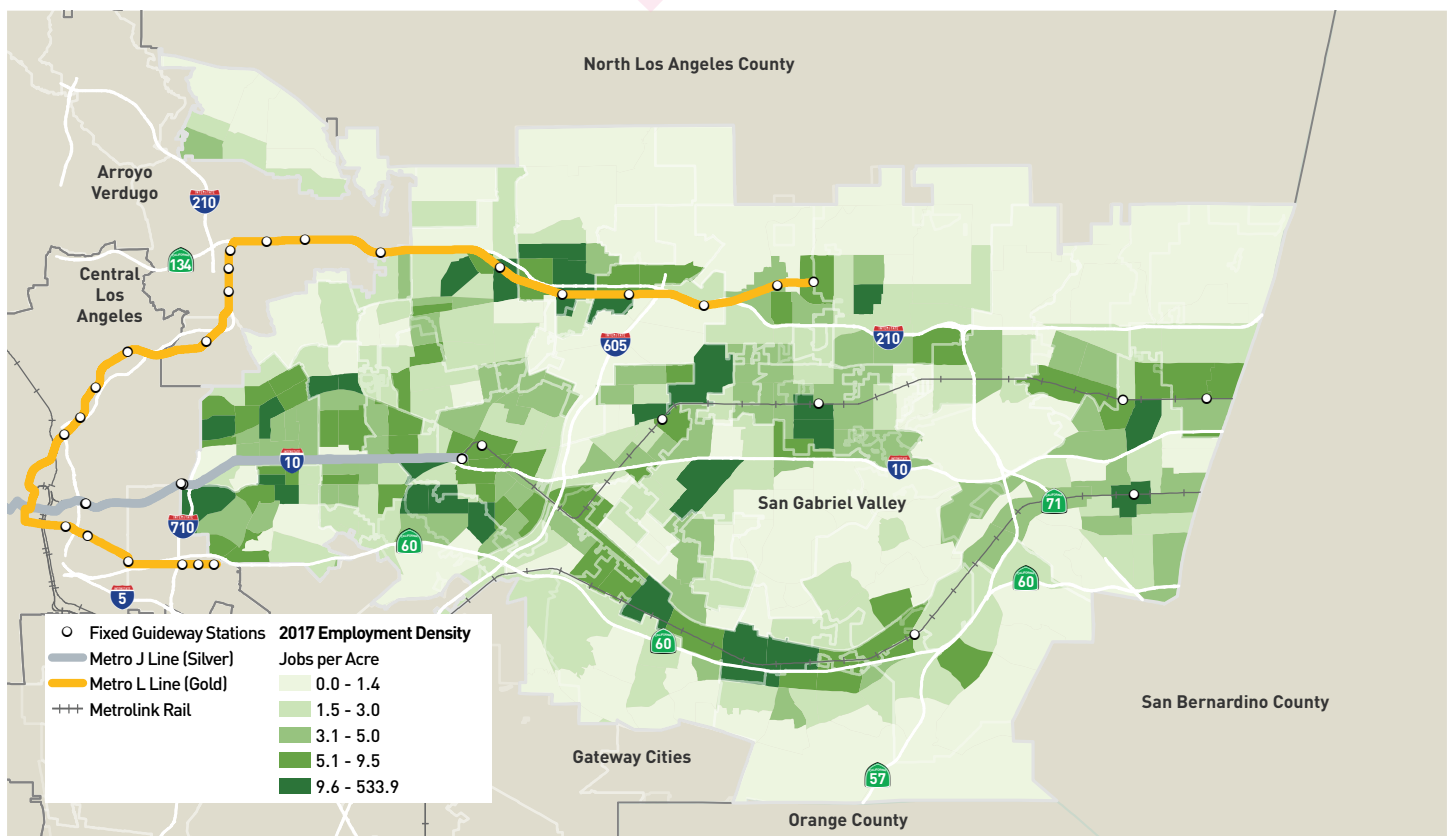 North Los Angeles County
Arroyo
Verdugo
210
134
Central
Los
Angeles
605
210
10
10
San Gabriel Valley
71
710
60
60
5
60
57
Fixed Guideway Stations
Metro J Line (Silver)
Metro L Line (Gold)
Metrolink Rail
2017 Employment Density
Jobs per Acre
0.0 - 1.4
1.5 - 3.0
3.1 - 5.0
5.1 - 9.5
9.6 - 533.9
San Bernardino County
Gateway Cities
Orange County